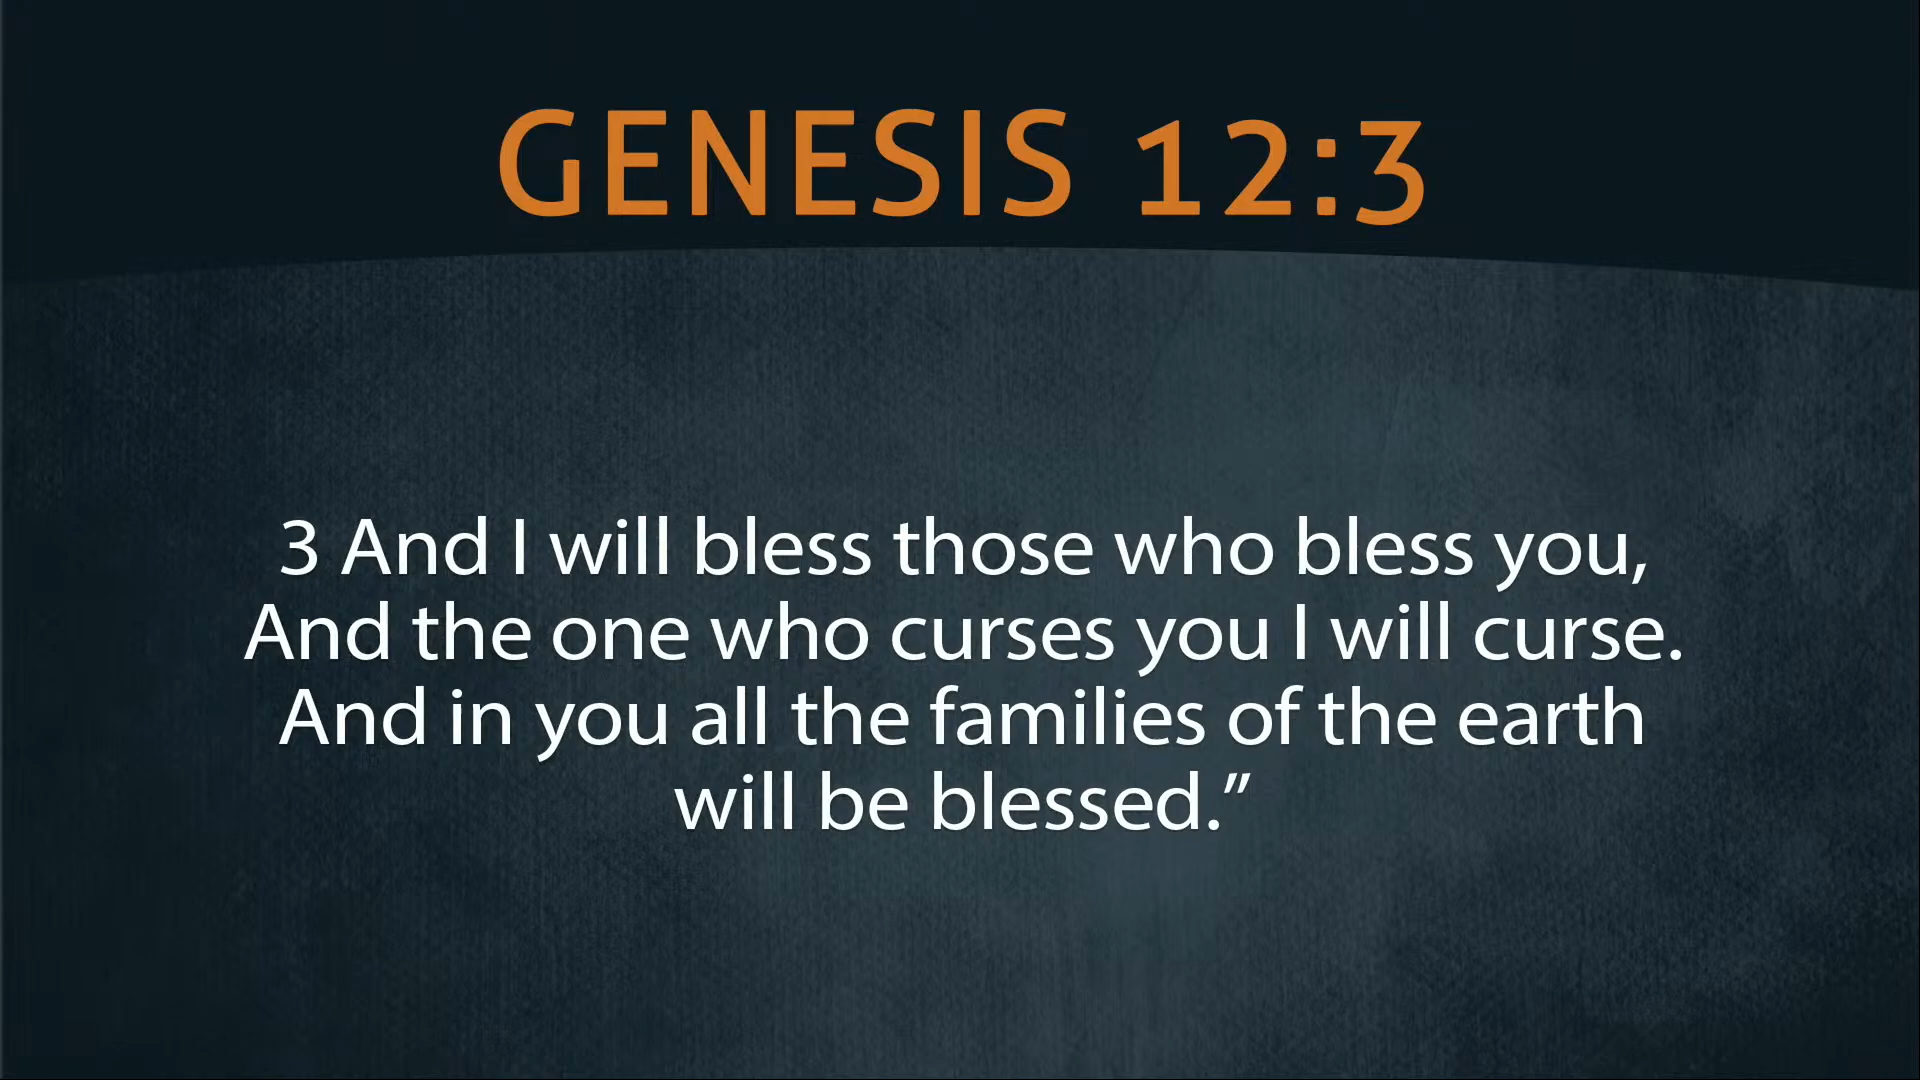 GENESIS 12:3
3 And I will bless those who bless you,
And the one who curses you I will curse.
And in you all the families of the earth
will be blessed.”